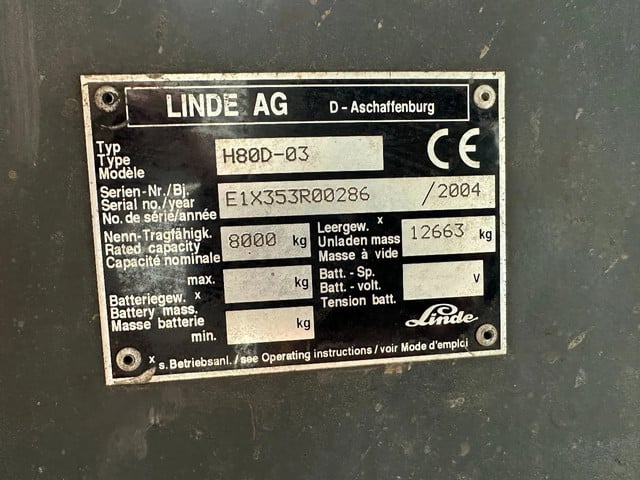 LINDE AG D - Aschaffenburg
Typ
Type
Modèle
H80D-03
CE
Serien-Nr./Bj.
Serial no./year
No. de série/année
E1X353R00286 /2004
Nenn-Tragfähigk.
Rated capacity
Capacité nominale
8000 kg
Leergew. x
Unladen mass
Masse à vide
12663 kg
max. kg
Batteriegew. x
Battery mass.
Masse batterie
min. kg
Batt. - Sp.
Batt. - volt.
Tension batt.
V
Linde
x s. Betriebsanl. / see Operating instructions / voir Mode d'emploi